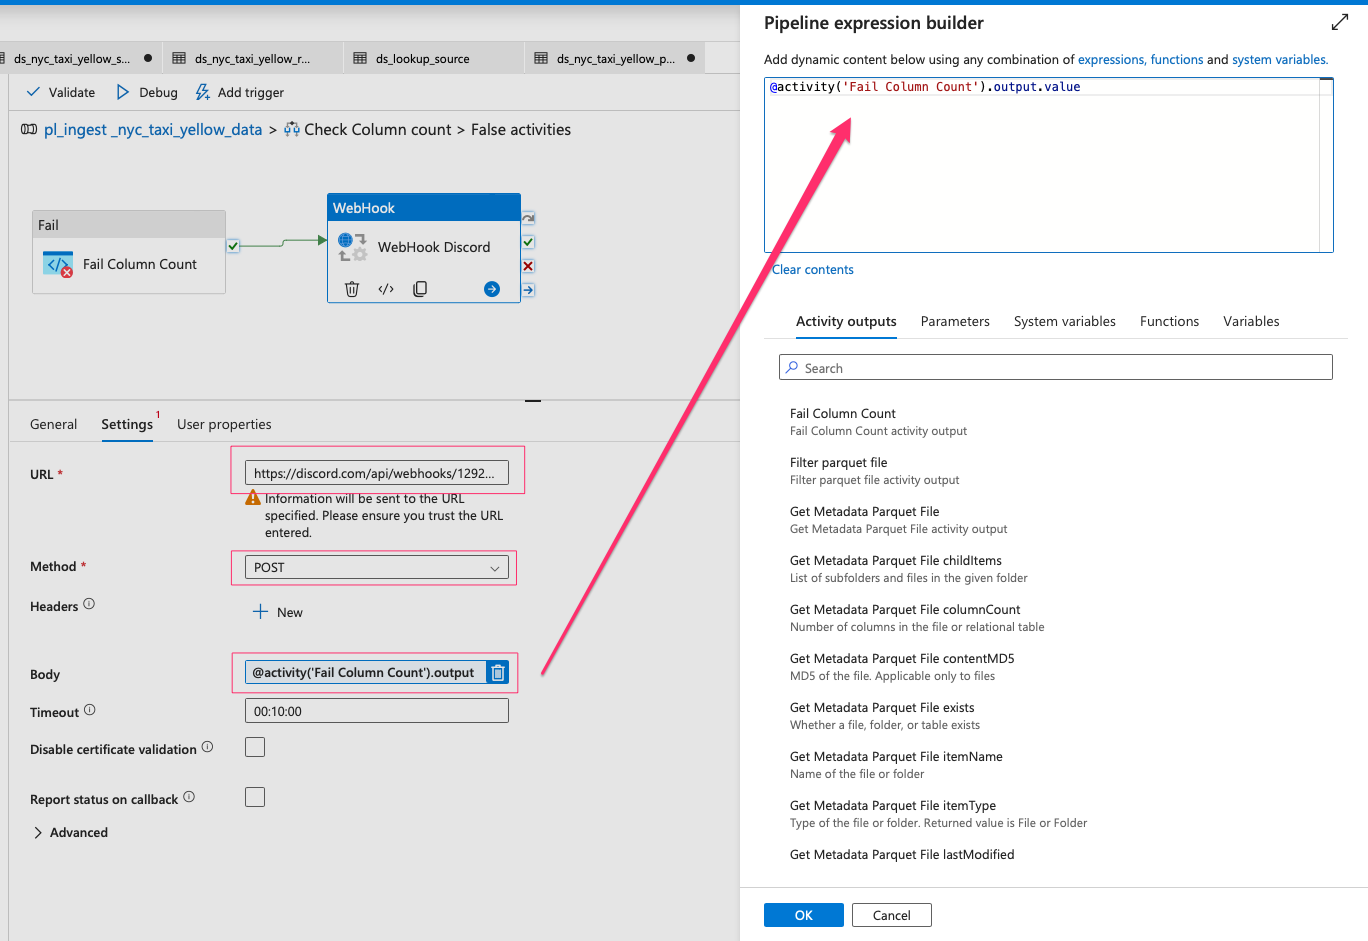 ds_nyc_taxi_yellow_s...
ds_nyc_taxi_yellow_r...
ds_lookup_source
ds_nyc_taxi_yellow_p...
Validate
Debug
Add trigger
pl_ingest _nyc_taxi_yellow_data > Check Column count > False activities
Fail
Fail Column Count
WebHook
WebHook Discord
General
Settings 1
User properties
URL *
https://discord.com/api/webhooks/1292...
Information will be sent to the URL
specified. Please ensure you trust the URL
entered.
Method *
POST
Headers
New
Body
@activity('Fail Column Count').output
Timeout
00:10:00
Disable certificate validation
Report status on callback
Advanced
Pipeline expression builder
Add dynamic content below using any combination of expressions, functions and system variables.
@activity('Fail Column Count').output.value
Clear contents
Activity outputs
Parameters
System variables
Functions
Variables
Search
Fail Column Count
Fail Column Count activity output
Filter parquet file
Filter parquet file activity output
Get Metadata Parquet File
Get Metadata Parquet File activity output
Get Metadata Parquet File childItems
List of subfolders and files in the given folder
Get Metadata Parquet File columnCount
Number of columns in the file or relational table
Get Metadata Parquet File contentMD5
MD5 of the file. Applicable only to files
Get Metadata Parquet File exists
Whether a file, folder, or table exists
Get Metadata Parquet File itemName
Name of the file or folder
Get Metadata Parquet File itemType
Type of the file or folder. Returned value is File or Folder
Get Metadata Parquet File lastModified
OK
Cancel